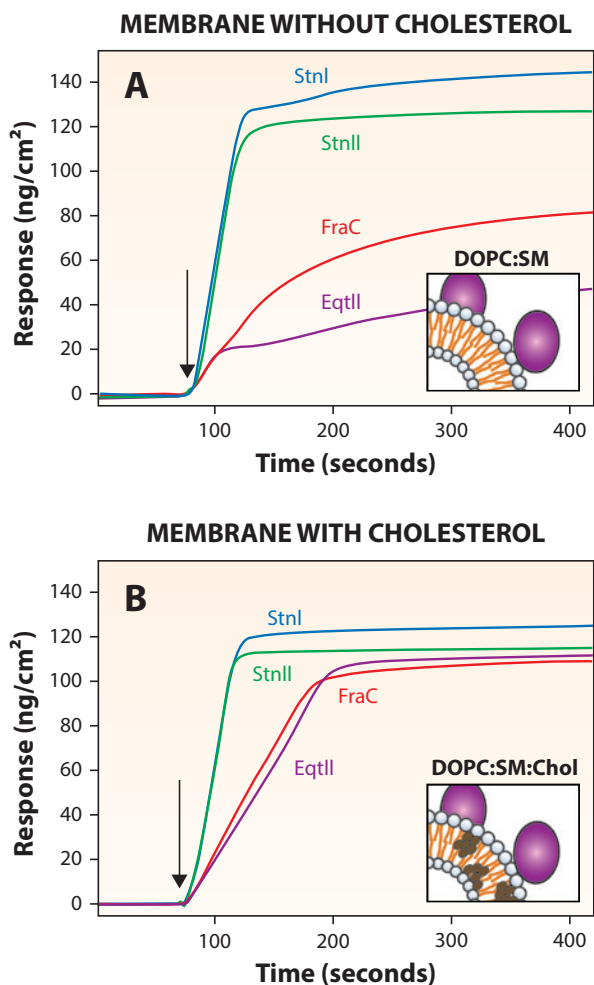 MEMBRANE WITHOUT CHOLESTEROL
A
Response (ng/cm²)
140
120
100
80
60
40
20
0
StnI
StnII
FraC
EqtII
DOPC:SM
100
200
300
400
Time (seconds)
MEMBRANE WITH CHOLESTEROL
B
Response (ng/cm²)
140
120
100
80
60
40
20
0
StnI
StnII
FraC
EqtII
DOPC:SM:Chol
100
200
300
400
Time (seconds)